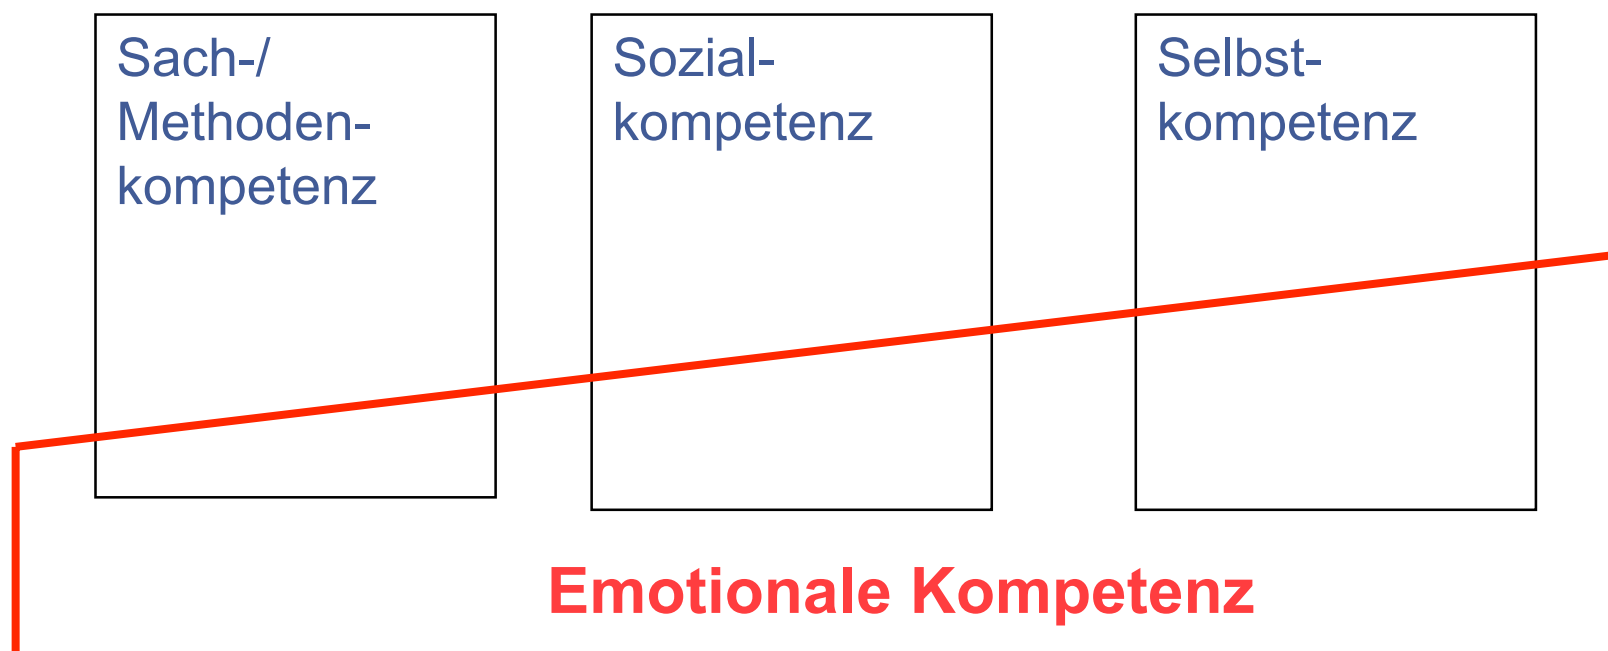 Sach-/
Methoden-
kompetenz
Sozial-
kompetenz
Selbst-
kompetenz
Emotionale Kompetenz